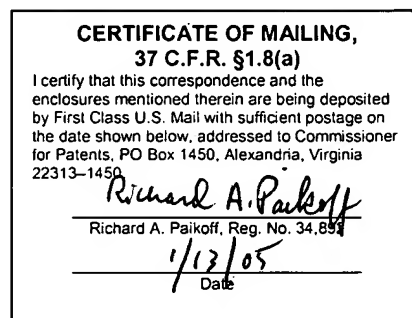 CERTIFICATE OF MAILING,
37 C.F.R. §1.8(a)
I certify that this correspondence and the
enclosures mentioned therein are being deposited
by First Class U.S. Mail with sufficient postage on
the date shown below, addressed to Commissioner
for Patents, PO Box 1450, Alexandria, Virginia
22313–1450
Richard A. Paikoff
Richard A. Paikoff, Reg. No. 34,892
1/13/05
Date